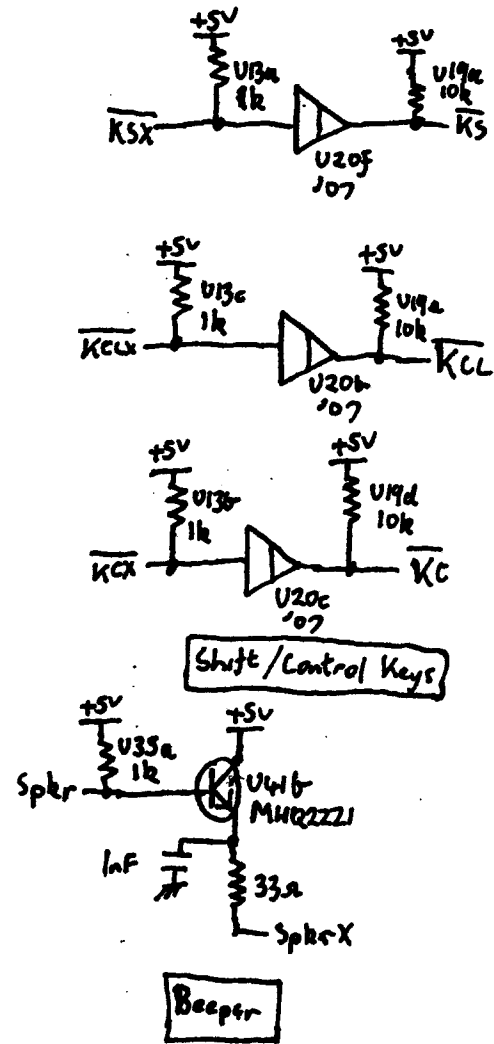 +5V
+5V
U13a
1k
U19a
10k
KSX
KS
U20f
'07
+5V
+5V
U13c
1k
10k
KCLX
KCL
'07
+5V
+5V
U13b
1k
U19d
10k
KCX
KC
U20c
'07
Shift/Control Keys
+5V
+5V
U35a
1k
Spkr
U41b
MHQ2221
1nF
33Ω
SpkrX
Beeper